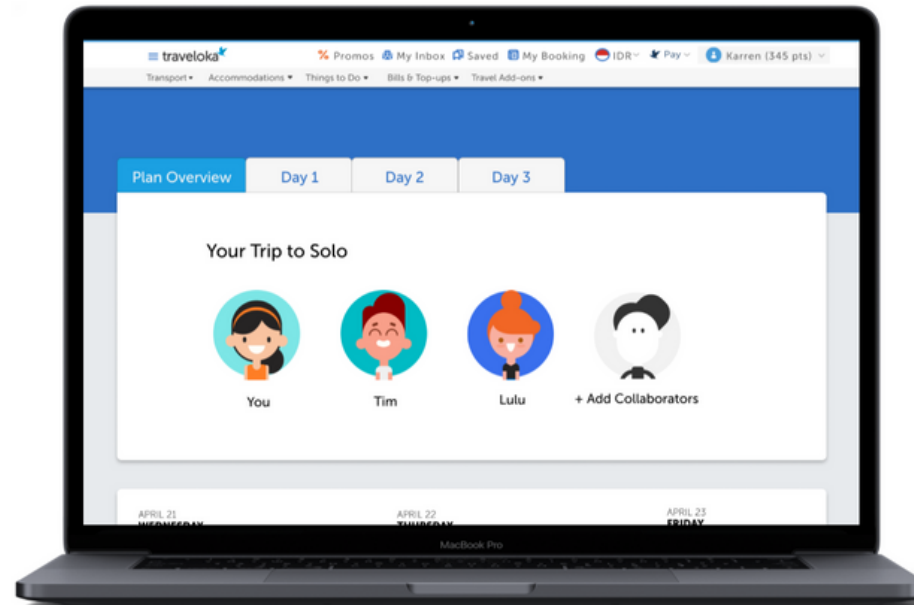 traveloka
Promos My Inbox Saved My Booking IDR Pay Karren (345 pts)
Transport Accommodations Things to Do Bills & Top-ups Travel Add-ons
Plan Overview Day 1 Day 2 Day 3
Your Trip to Solo
You Tim Lulu + Add Collaborators
APRIL 21 APRIL 22 APRIL 23
WEDNESDAY THURSDAY FRIDAY
MacBook Pro